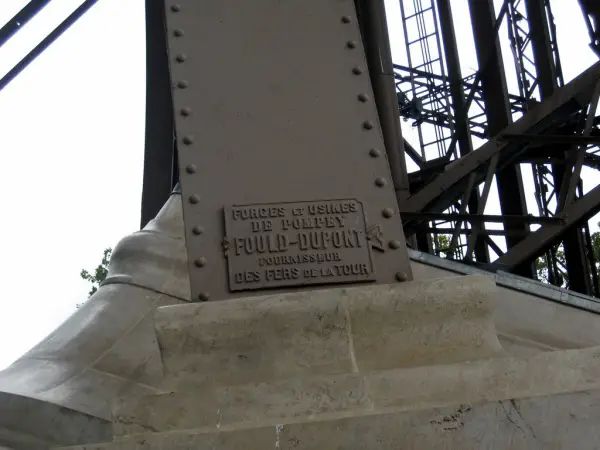 FORGES ET USINES
DE POMPEY
FOULD-DUPONT
FOURNISSEUR
DES FERS DE LA TOUR